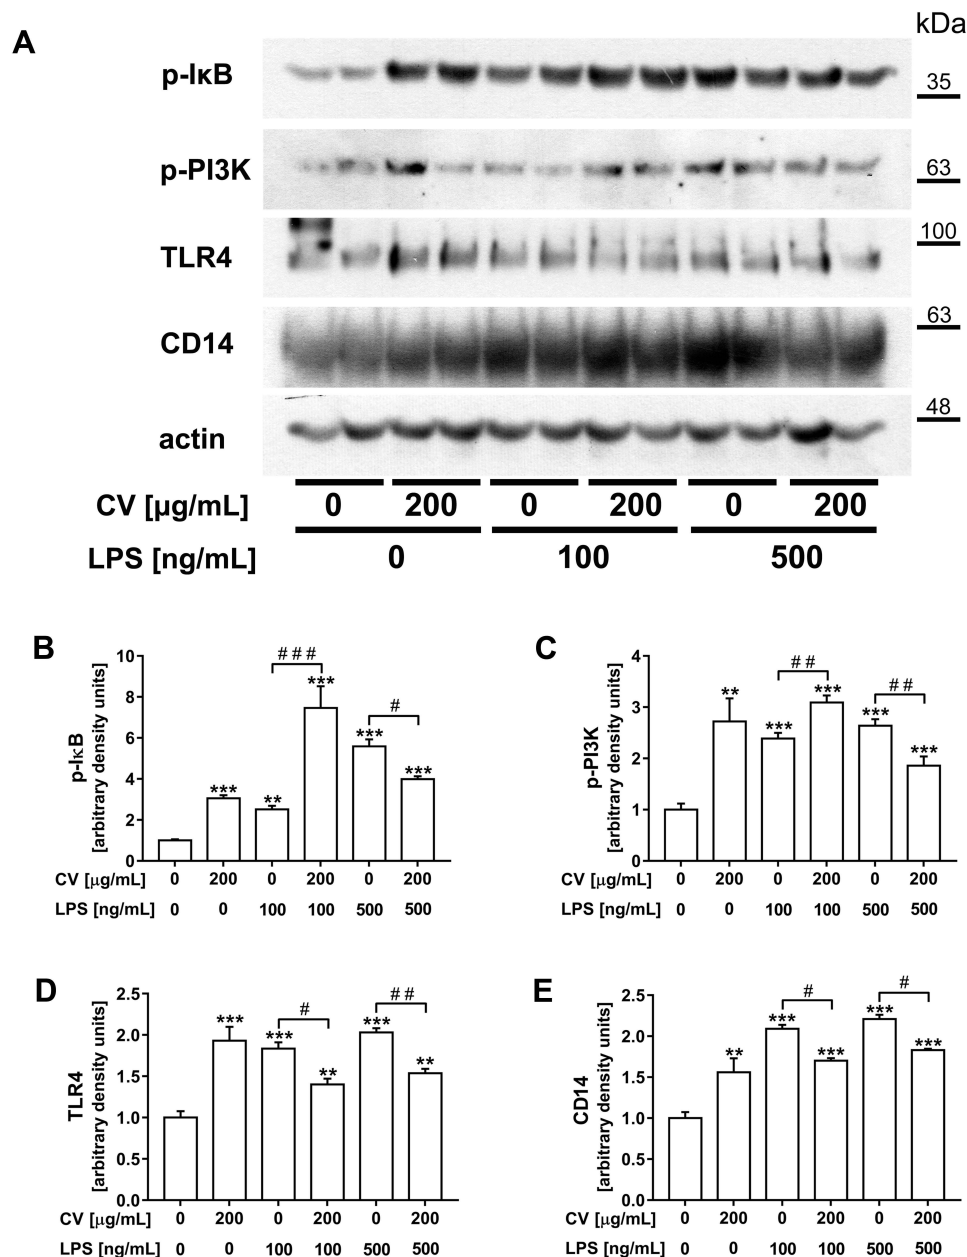 A
kDa
p-IκB
35
p-PI3K
63
TLR4
100
CD14
63
actin
48
CV [µg/mL] 0 200 0 200 0 200
LPS [ng/mL] 0 100 500
B
p-IκB
[arbitrary density units]
10
8
6
4
2
0
*** ** *** *** ***
# # # #
CV [µg/mL] 0 200 0 200 0 200
LPS [ng/mL] 0 0 100 100 500 500
C
p-PI3K
[arbitrary density units]
4
3
2
1
0
** *** *** *** ***
# # # #
CV [µg/mL] 0 200 0 200 0 200
LPS [ng/mL] 0 0 100 100 500 500
D
TLR4
[arbitrary density units]
2.5
2.0
1.5
1.0
0.5
0.0
*** *** ** *** **
# # #
CV [µg/mL] 0 200 0 200 0 200
LPS [ng/mL] 0 0 100 100 500 500
E
CD14
[arbitrary density units]
2.5
2.0
1.5
1.0
0.5
0.0
** *** *** *** ***
# #
CV [µg/mL] 0 200 0 200 0 200
LPS [ng/mL] 0 0 100 100 500 500